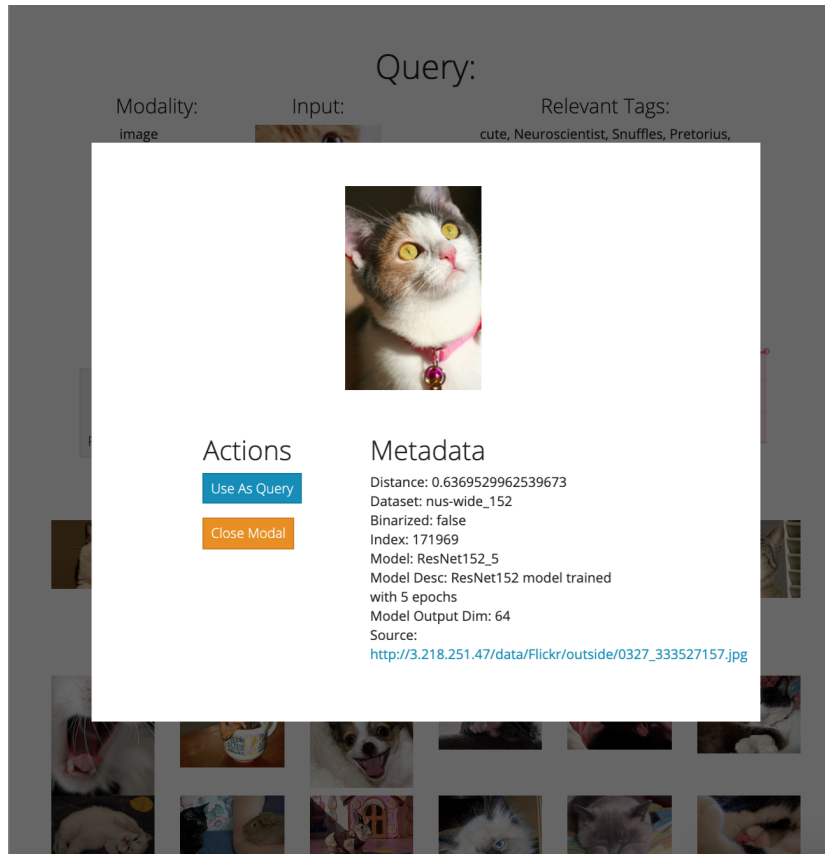 Query:
Modality: Input: Relevant Tags:
image cute, Neuroscientist, Snuffles, Pretorius,
Actions
Use As Query
Close Modal
Metadata
Distance: 0.6369529962539673
Dataset: nus-wide_152
Binarized: false
Index: 171969
Model: ResNet152_5
Model Desc: ResNet152 model trained
with 5 epochs
Model Output Dim: 64
Source:
http://3.218.251.47/data/Flickr/outside/0327_333527157.jpg